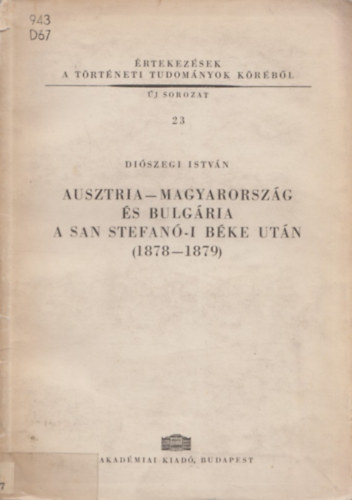 943
D67
ÉRTEKEZÉSEK
A TÖRTÉNETI TUDOMÁNYOK KÖRÉBŐL
ÚJ SOROZAT
23
DIÓSZEGI ISTVÁN
AUSZTRIA—MAGYARORSZÁG
ÉS BULGÁRIA
A SAN STEFANÓ-I BÉKE UTÁN
(1878—1879)
AKADÉMIAI KIADÓ, BUDAPEST
7